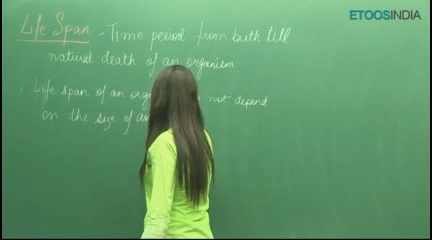 ETOOSINDIA
Life Span - Time period from birth till
natural death of an organism
Life span of an not depend
on the size of